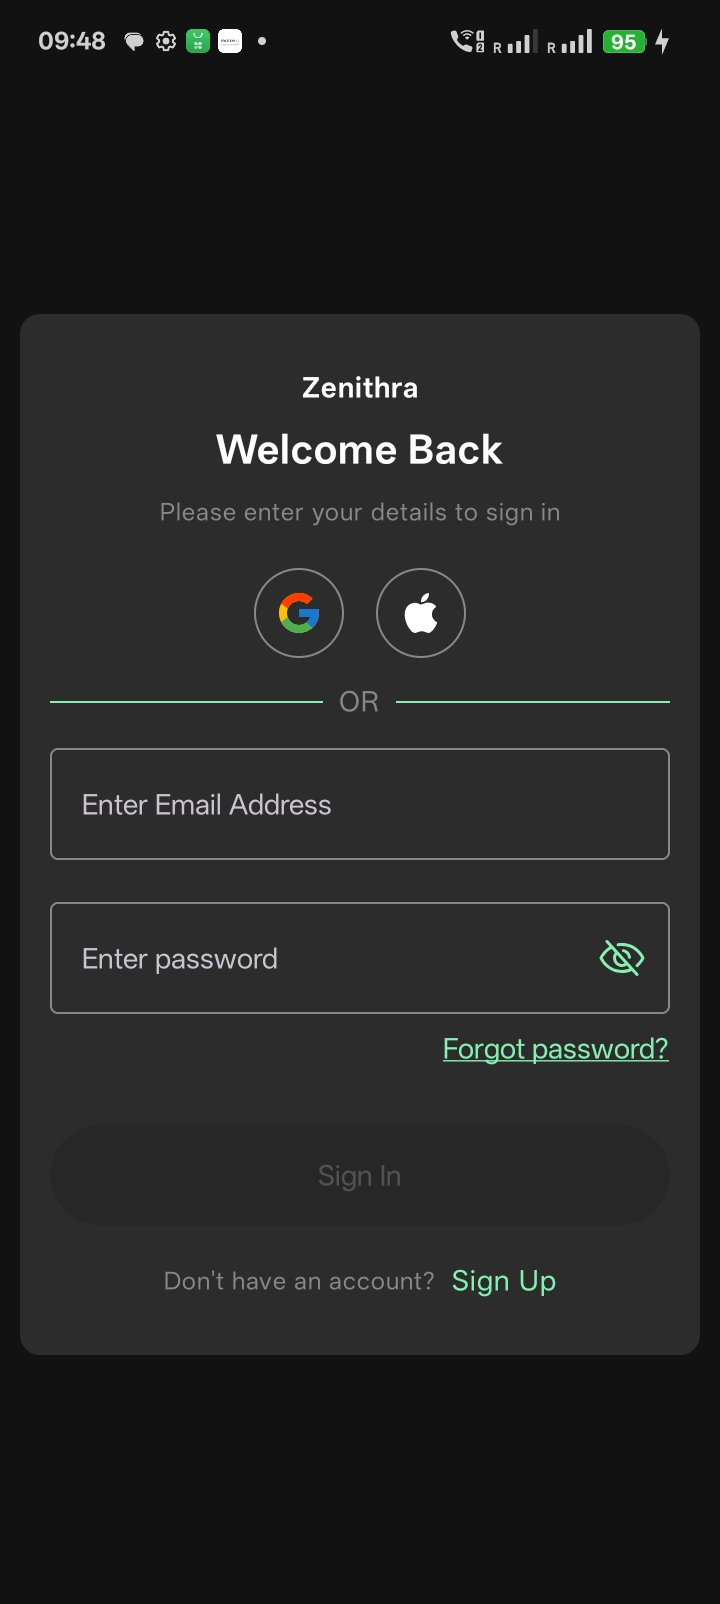 09:48
R R 95
Zenithra
Welcome Back
Please enter your details to sign in
OR
Enter Email Address
Enter password
Forgot password?
Sign In
Don't have an account? Sign Up